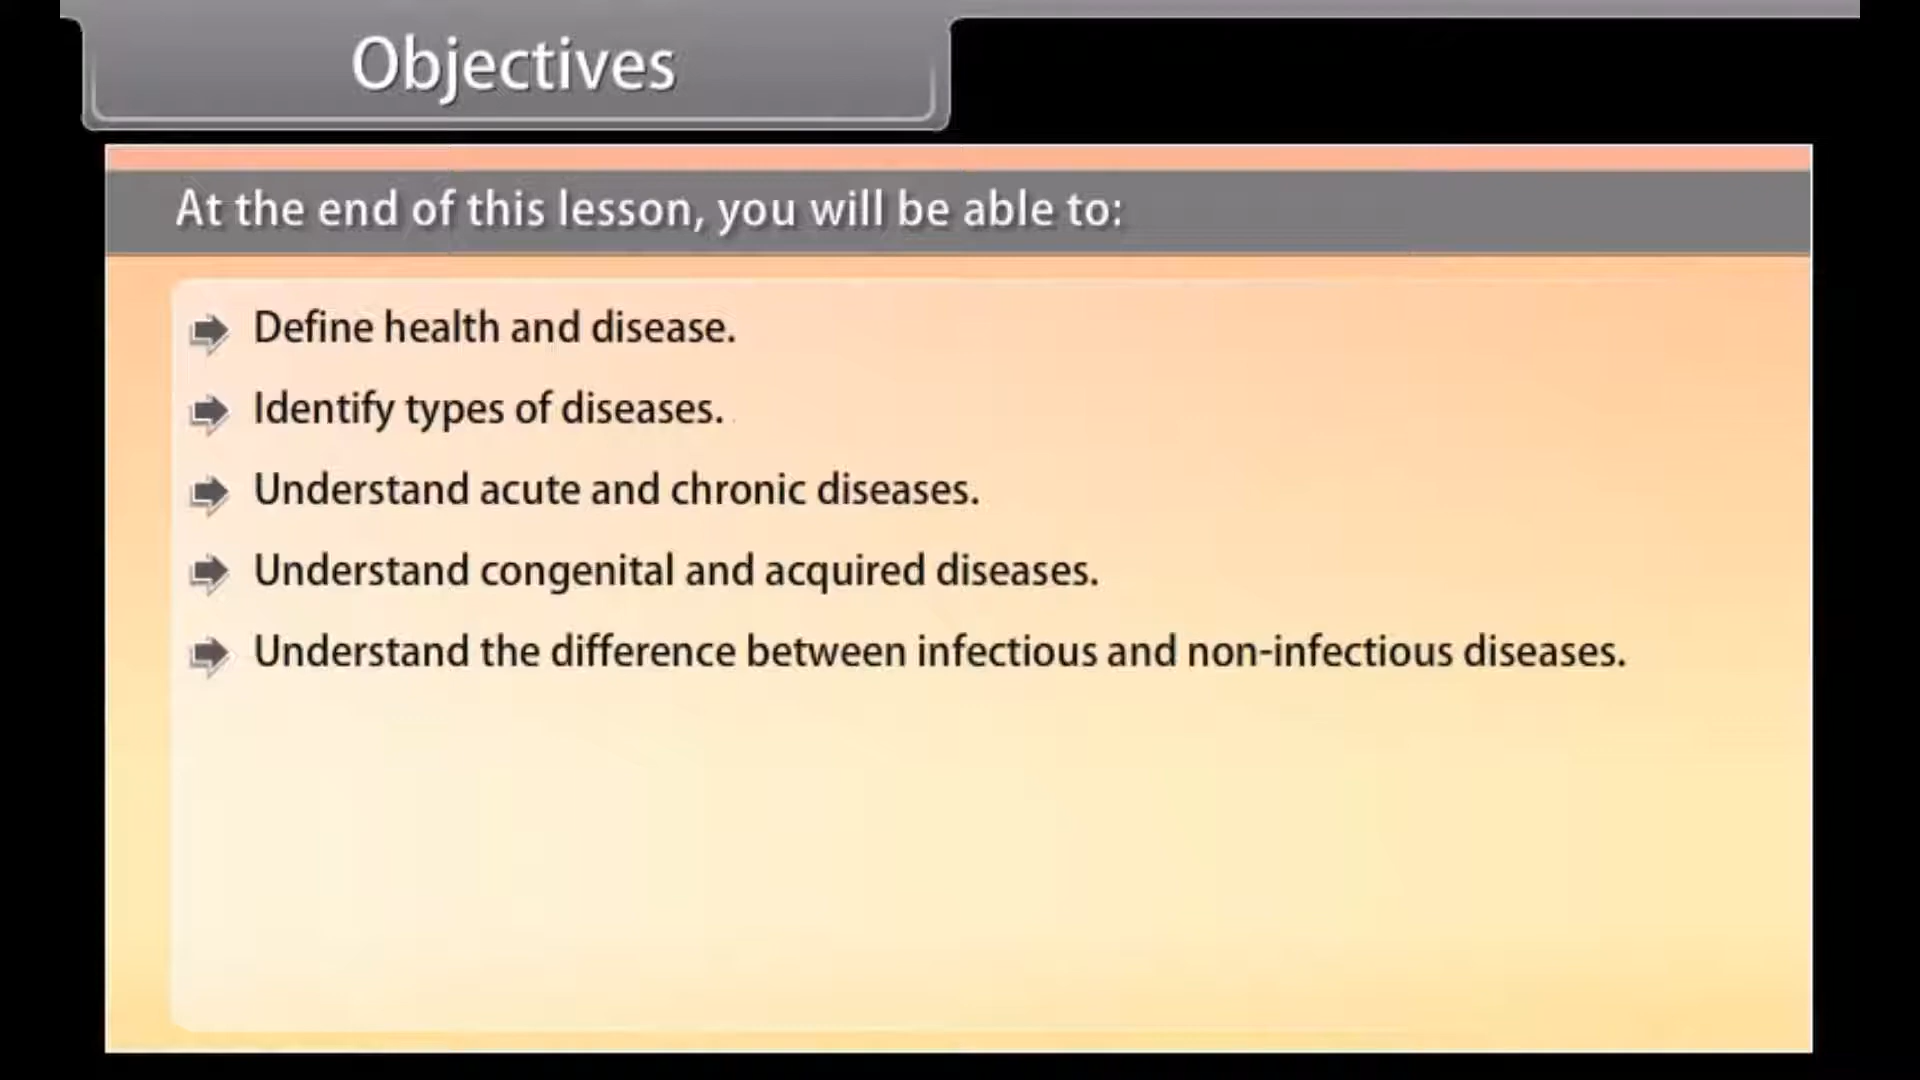 Objectives
At the end of this lesson, you will be able to:
Define health and disease.
Identify types of diseases.
Understand acute and chronic diseases.
Understand congenital and acquired diseases.
Understand the difference between infectious and non-infectious diseases.